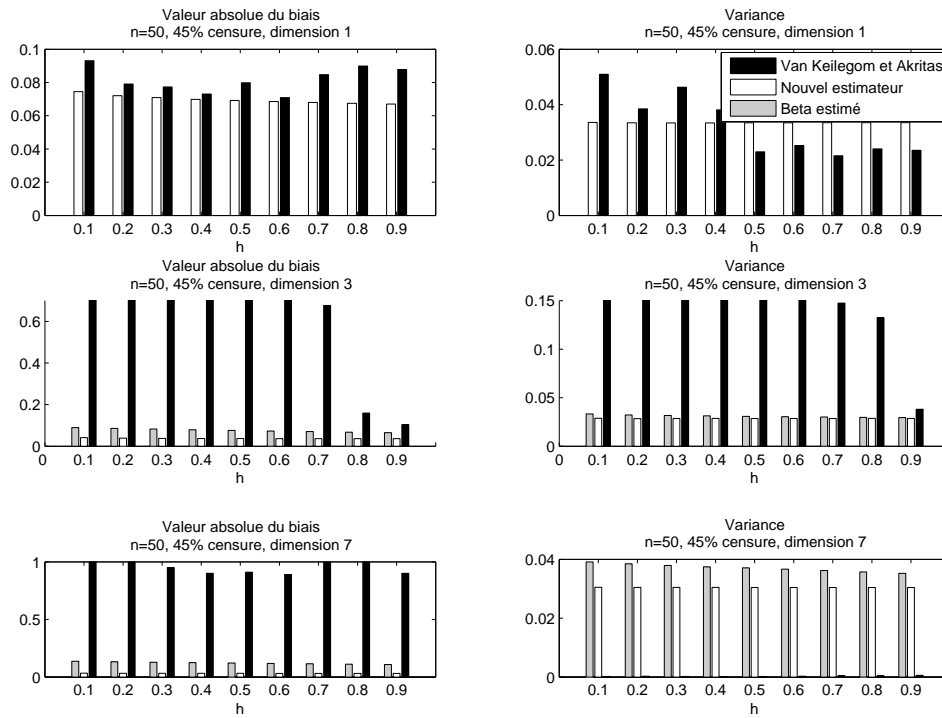 Valeur absolue du biais
n=50, 45% censure, dimension 1
0.1
0.08
0.06
0.04
0.02
0
0.1 0.2 0.3 0.4 0.5 0.6 0.7 0.8 0.9
h
Variance
n=50, 45% censure, dimension 1
0.06
0.04
0.02
0
0.1 0.2 0.3 0.4 0.5 0.6 0.7 0.8 0.9
h
Van Keilegom et Akritas
Nouvel estimateur
Beta estimé
Valeur absolue du biais
n=50, 45% censure, dimension 3
0.6
0.4
0.2
0
0 0.1 0.2 0.3 0.4 0.5 0.6 0.7 0.8 0.9
h
Variance
n=50, 45% censure, dimension 3
0.15
0.1
0.05
0
0 0.1 0.2 0.3 0.4 0.5 0.6 0.7 0.8 0.9
h
Valeur absolue du biais
n=50, 45% censure, dimension 7
1
0.5
0
0.1 0.2 0.3 0.4 0.5 0.6 0.7 0.8 0.9
h
Variance
n=50, 45% censure, dimension 7
0.04
0.02
0
0.1 0.2 0.3 0.4 0.5 0.6 0.7 0.8 0.9
h